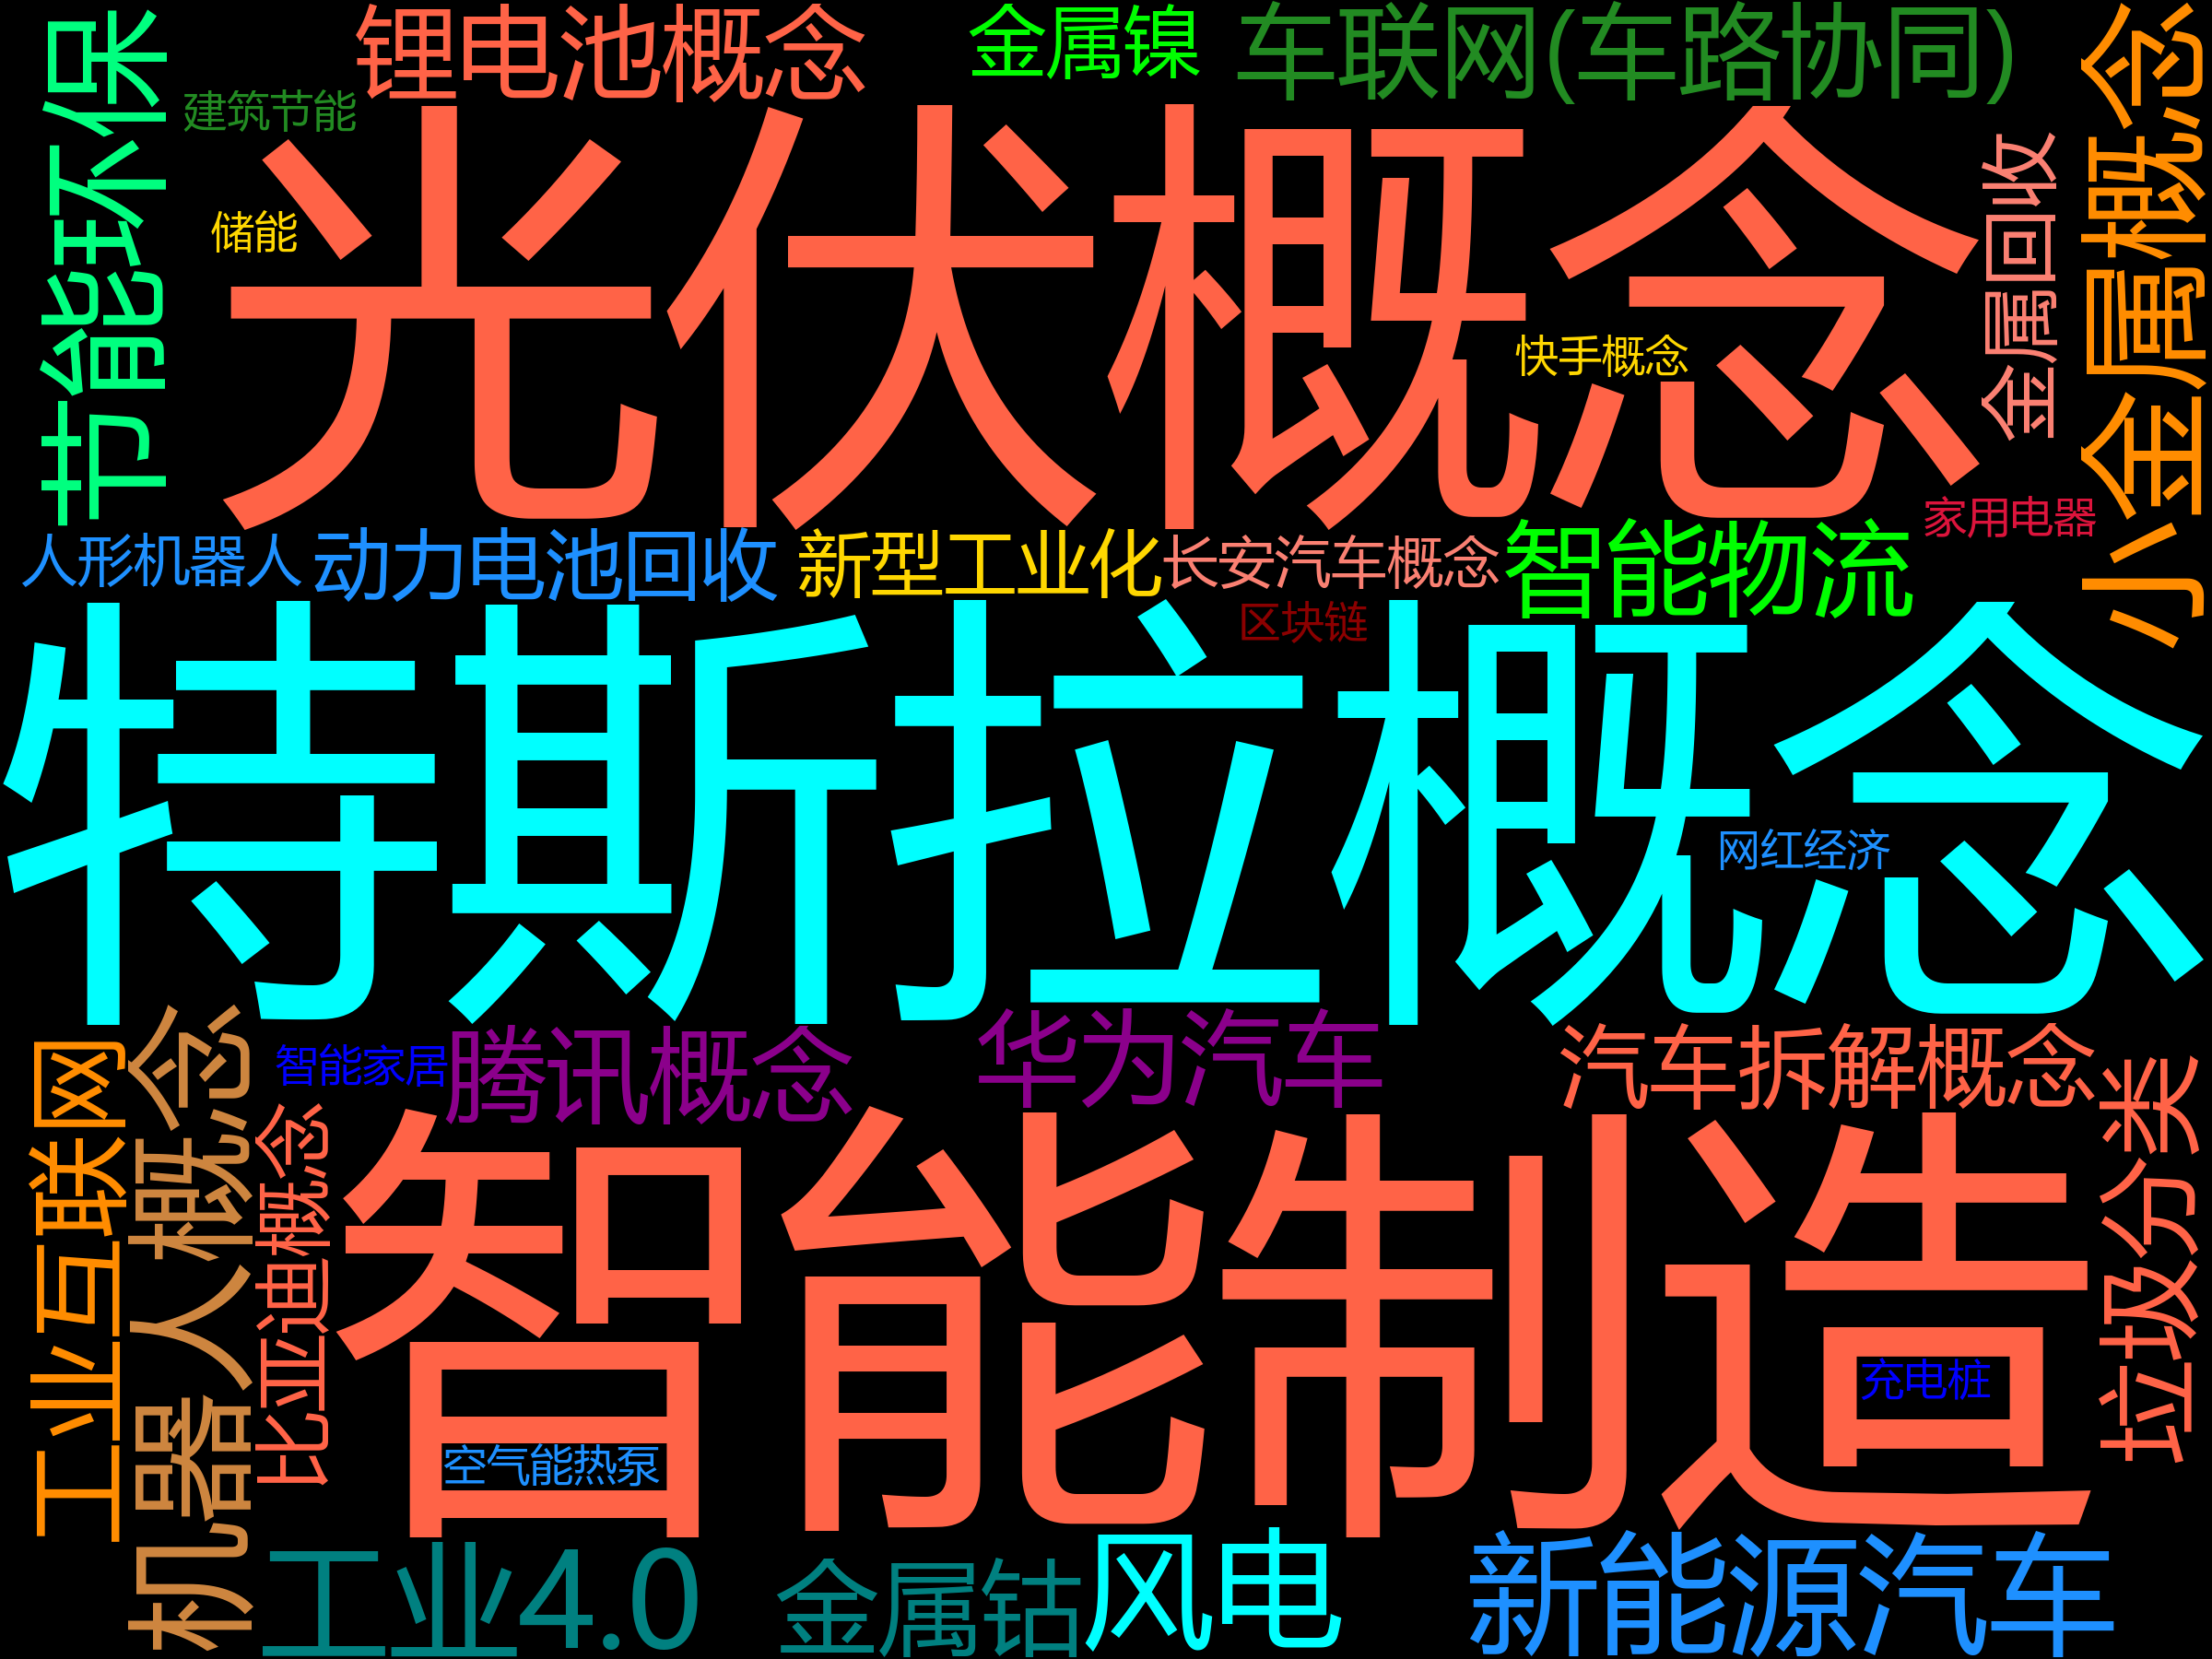 锂电池概念
金属镍
车联网(车路协同)
节能环保
建筑节能
储能
光伏概念
快手概念
金属回收
小金属概念
家用电器
人形机器人
动力电池回收
新型工业化
长安汽车概念
智能物流
区块链
特斯拉概念
网红经济
工业互联网
机器人概念
智能家居
腾讯概念
华为汽车
汽车拆解概念
比亚迪概念
智能制造
垃圾分类
充电桩
空气能热泵
工业4.0
金属钴
风电
新能源汽车